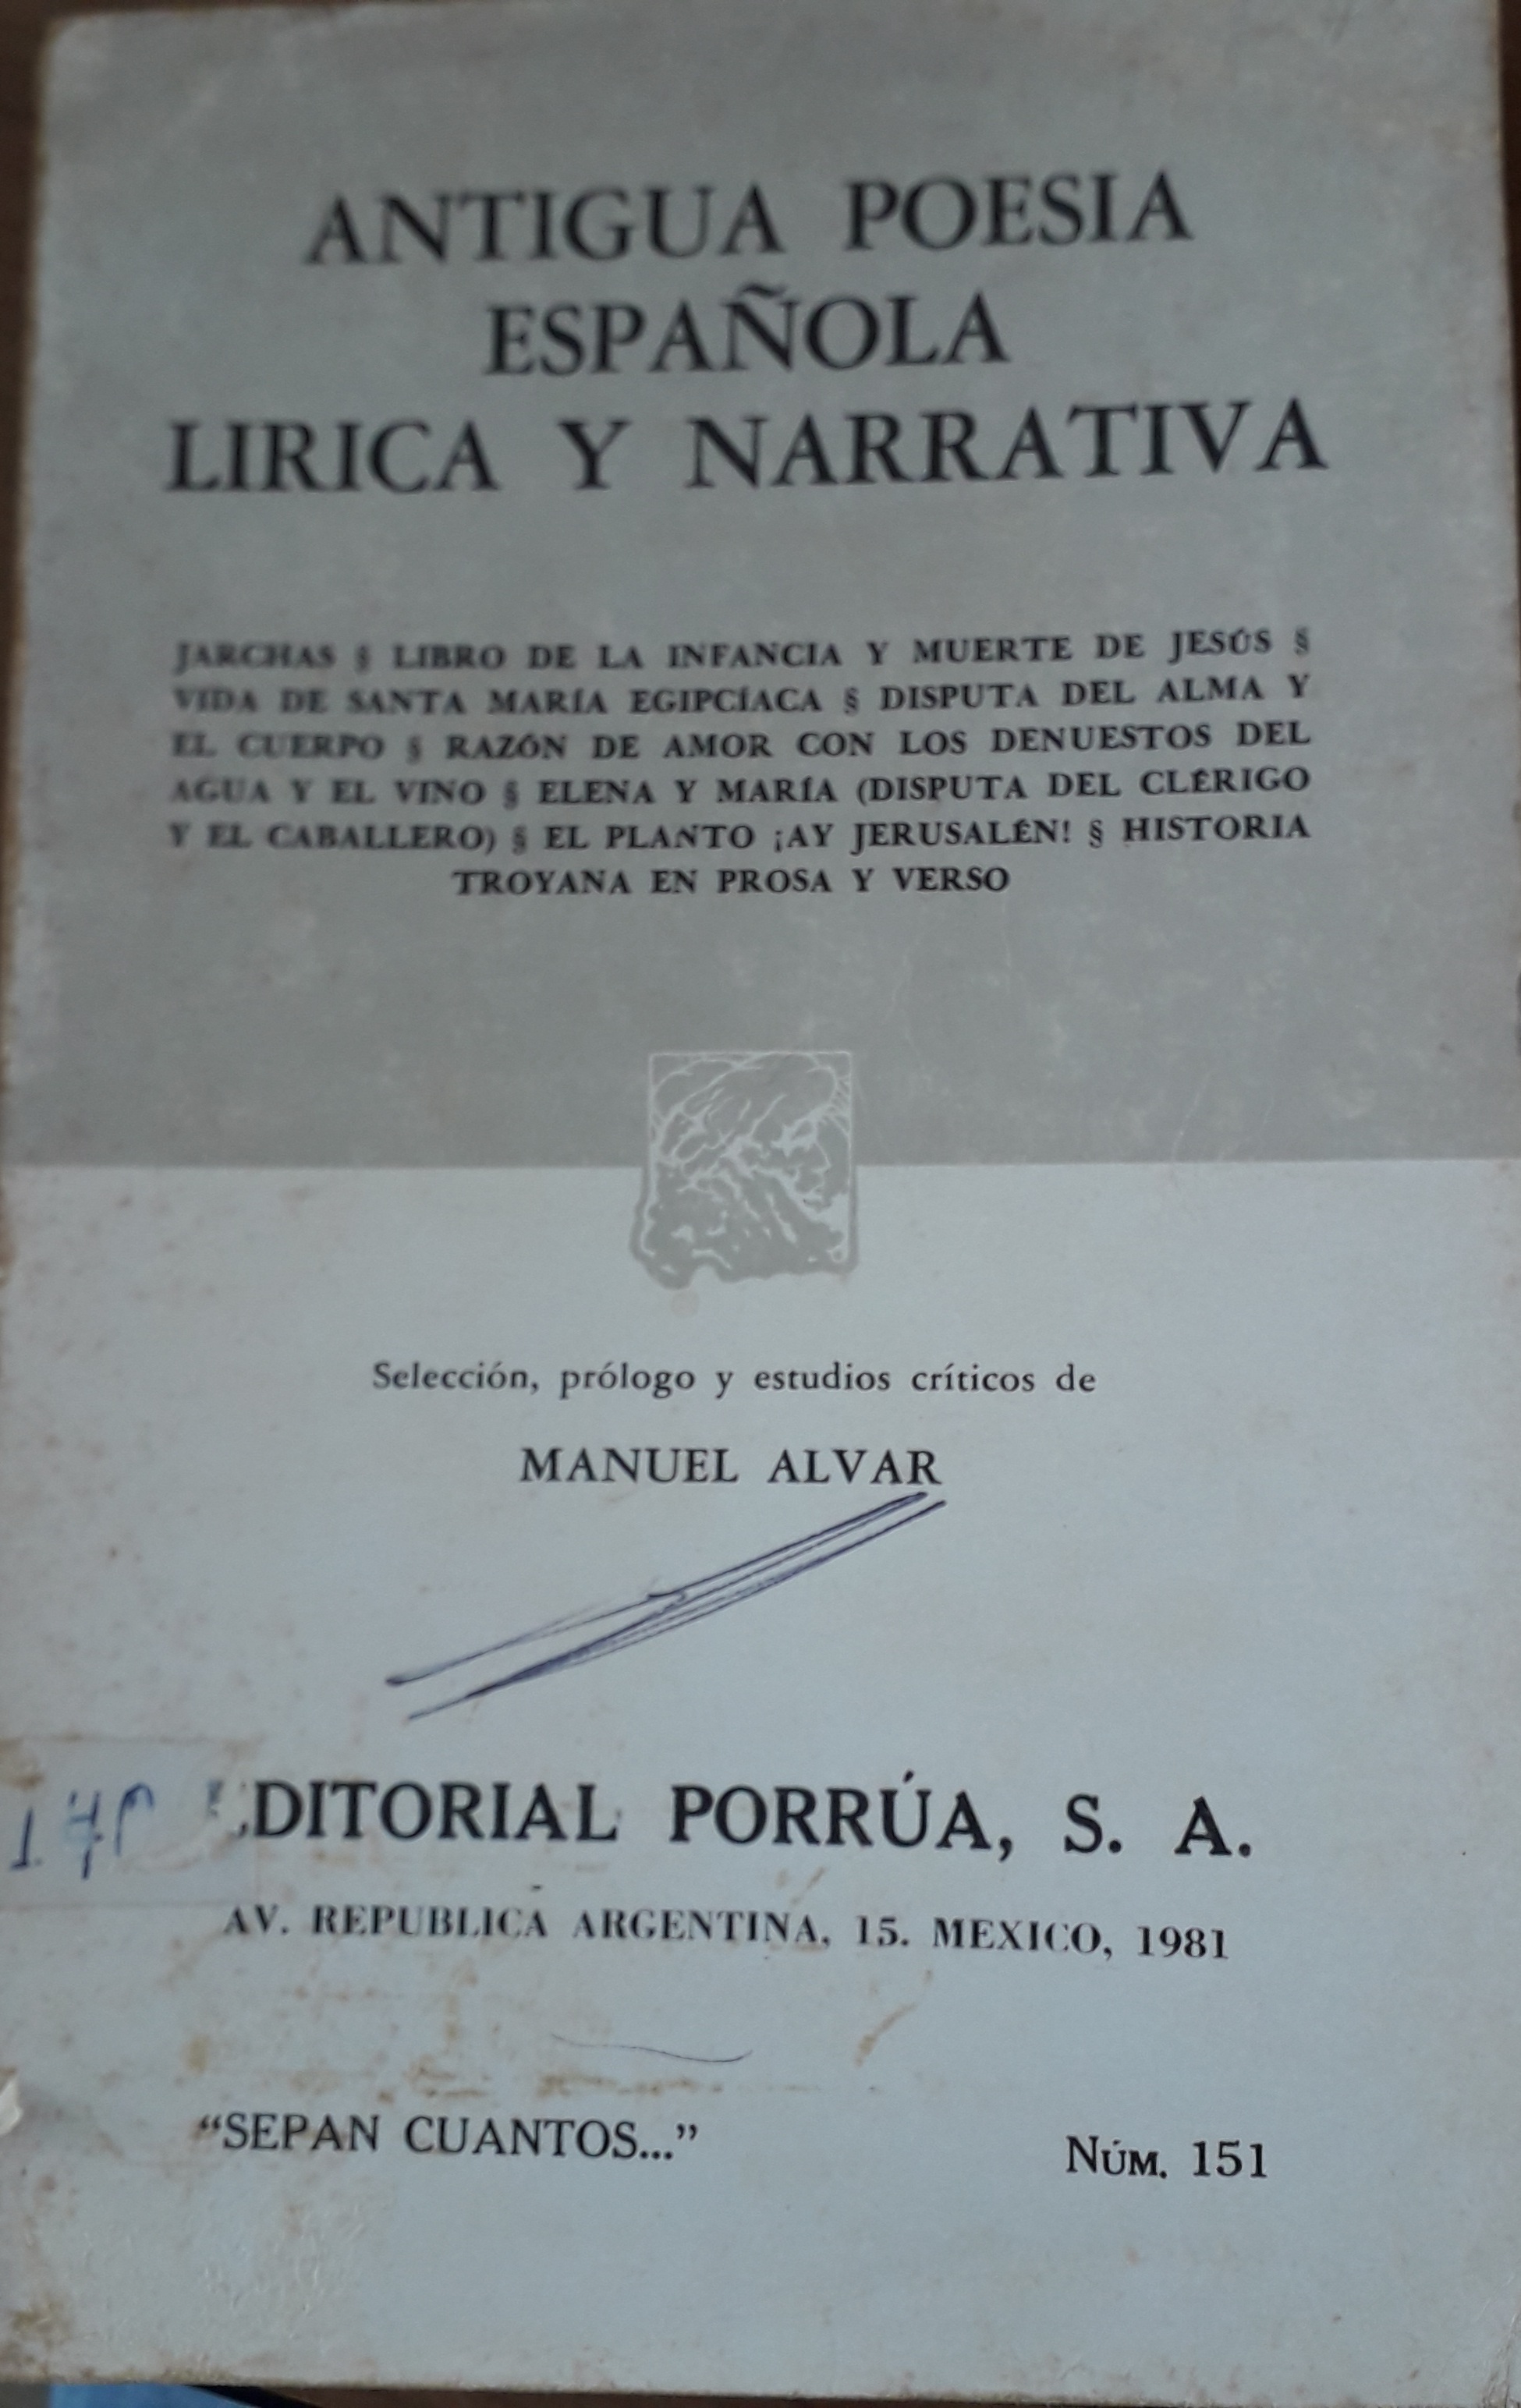 ANTIGUA POESIA
ESPAÑOLA
LIRICA Y NARRATIVA
JARCHAS § LIBRO DE LA INFANCIA Y MUERTE DE JESÚS §
VIDA DE SANTA MARÍA EGIPCÍACA § DISPUTA DEL ALMA Y
EL CUERPO § RAZÓN DE AMOR CON LOS DENUESTOS DEL
AGUA Y EL VINO § ELENA Y MARÍA (DISPUTA DEL CLÉRIGO
Y EL CABALLERO) § EL PLANTO ¡AY JERUSALÉN! § HISTORIA
TROYANA EN PROSA Y VERSO
Selección, prólogo y estudios críticos de
MANUEL ALVAR
EDITORIAL PORRÚA, S. A.
AV. REPUBLICA ARGENTINA, 15. MEXICO, 1981
“SEPAN CUANTOS...”
NÚM. 151